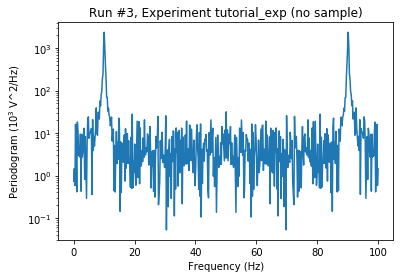 Run #3, Experiment tutorial_exp (no sample)
Periodogram (10³ V^2/Hz)
10³
10²
10¹
10⁰
10⁻¹
0 20 40 60 80 100
Frequency (Hz)